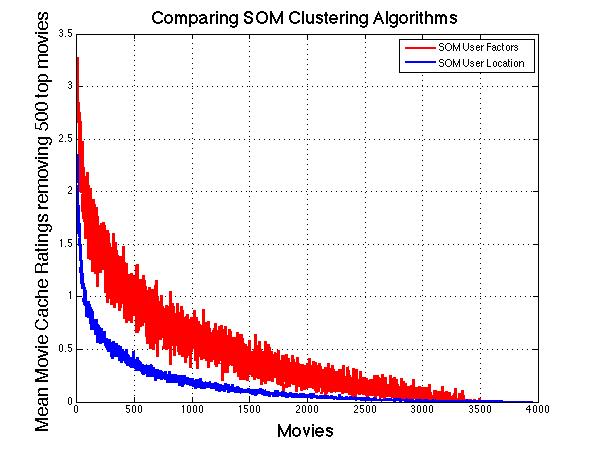 Comparing SOM Clustering Algorithms
Mean Movie Cache Ratings removing 500 top movies
3.5
3
2.5
2
1.5
1
0.5
0
SOM User Factors
SOM User Location
0 500 1000 1500 2000 2500 3000 3500 4000
Movies